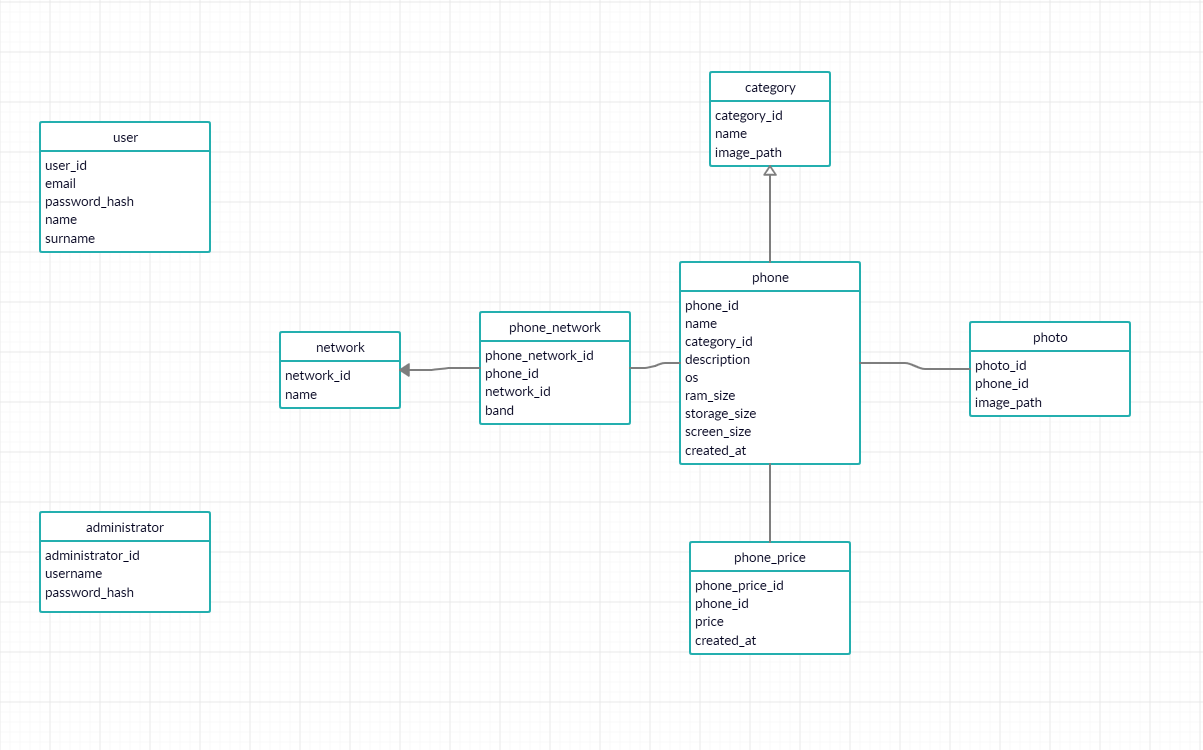 category
category_id
name
image_path
user
user_id
email
password_hash
name
surname
phone
phone_id
name
category_id
description
os
ram_size
storage_size
screen_size
created_at
phone_network
phone_network_id
phone_id
network_id
band
network
network_id
name
photo
photo_id
phone_id
image_path
administrator
administrator_id
username
password_hash
phone_price
phone_price_id
phone_id
price
created_at